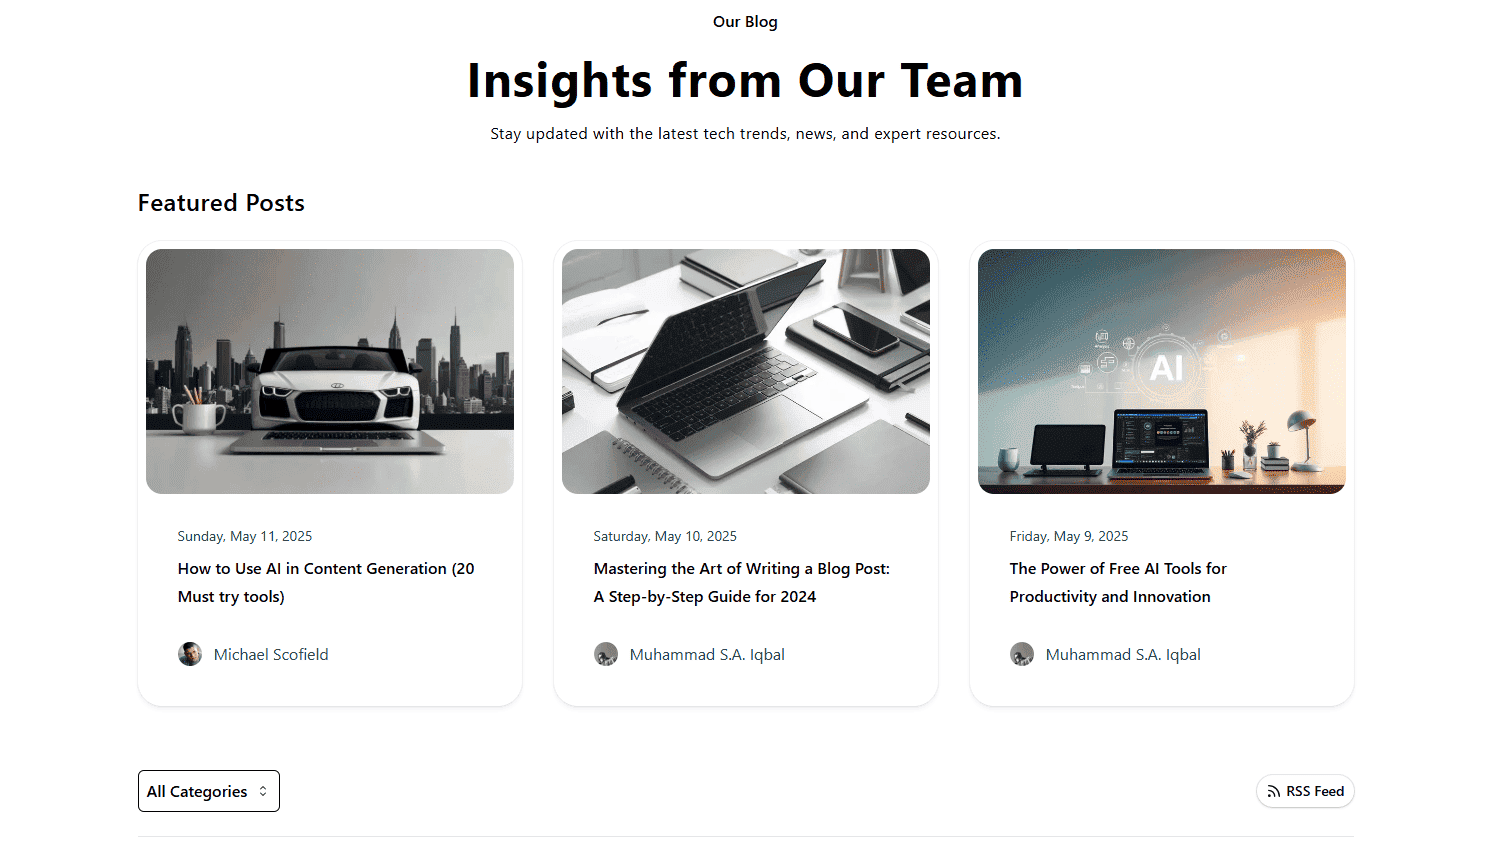 Our Blog
Insights from Our Team
Stay updated with the latest tech trends, news, and expert resources.
Featured Posts
AI
Sunday, May 11, 2025
How to Use AI in Content Generation (20
Must try tools)
Michael Scofield
Saturday, May 10, 2025
Mastering the Art of Writing a Blog Post:
A Step-by-Step Guide for 2024
Muhammad S.A. Iqbal
Friday, May 9, 2025
The Power of Free AI Tools for
Productivity and Innovation
Muhammad S.A. Iqbal
All Categories
RSS Feed